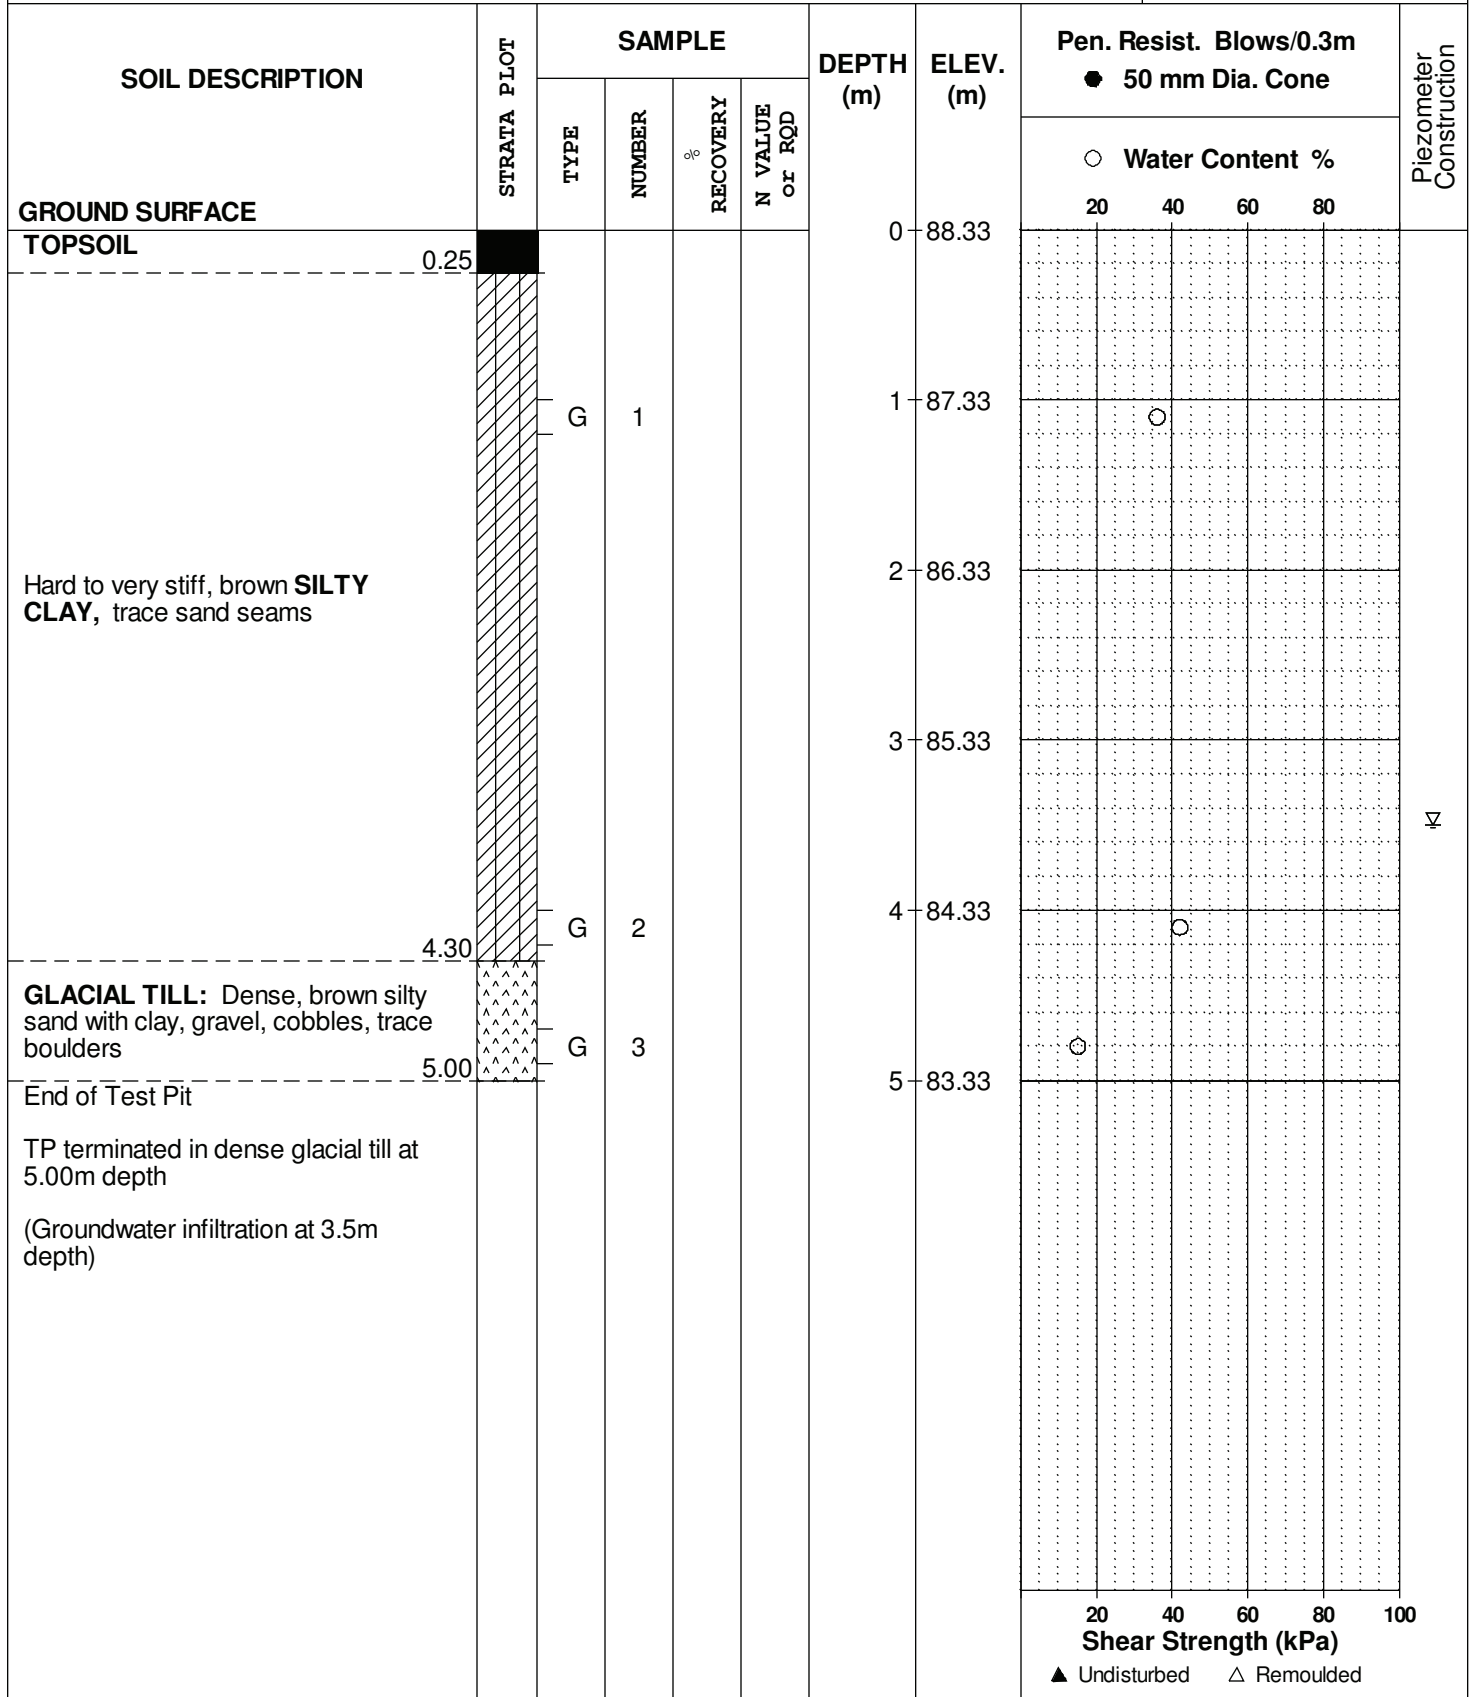 SOIL DESCRIPTION
GROUND SURFACE
STRATA PLOT
SAMPLE
TYPE
NUMBER
%
RECOVERY
N VALUE
or RQD
DEPTH
(m)
ELEV.
(m)
Pen. Resist. Blows/0.3m
● 50 mm Dia. Cone
○ Water Content %
20 40 60 80
Piezometer
Construction
0 88.33
TOPSOIL
0.25
1 87.33
G 1
2 86.33
Hard to very stiff, brown SILTY
CLAY, trace sand seams
3 85.33
4 84.33
G 2
4.30
GLACIAL TILL: Dense, brown silty
sand with clay, gravel, cobbles, trace
boulders
G 3
5.00
5 83.33
End of Test Pit
TP terminated in dense glacial till at
5.00m depth
(Groundwater infiltration at 3.5m
depth)
20 40 60 80 100
Shear Strength (kPa)
▲ Undisturbed △ Remoulded